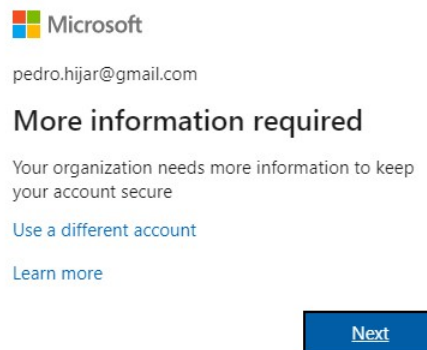 Microsoft
pedro.hijar@gmail.com
More information required
Your organization needs more information to keep
your account secure
Use a different account
Learn more
Next